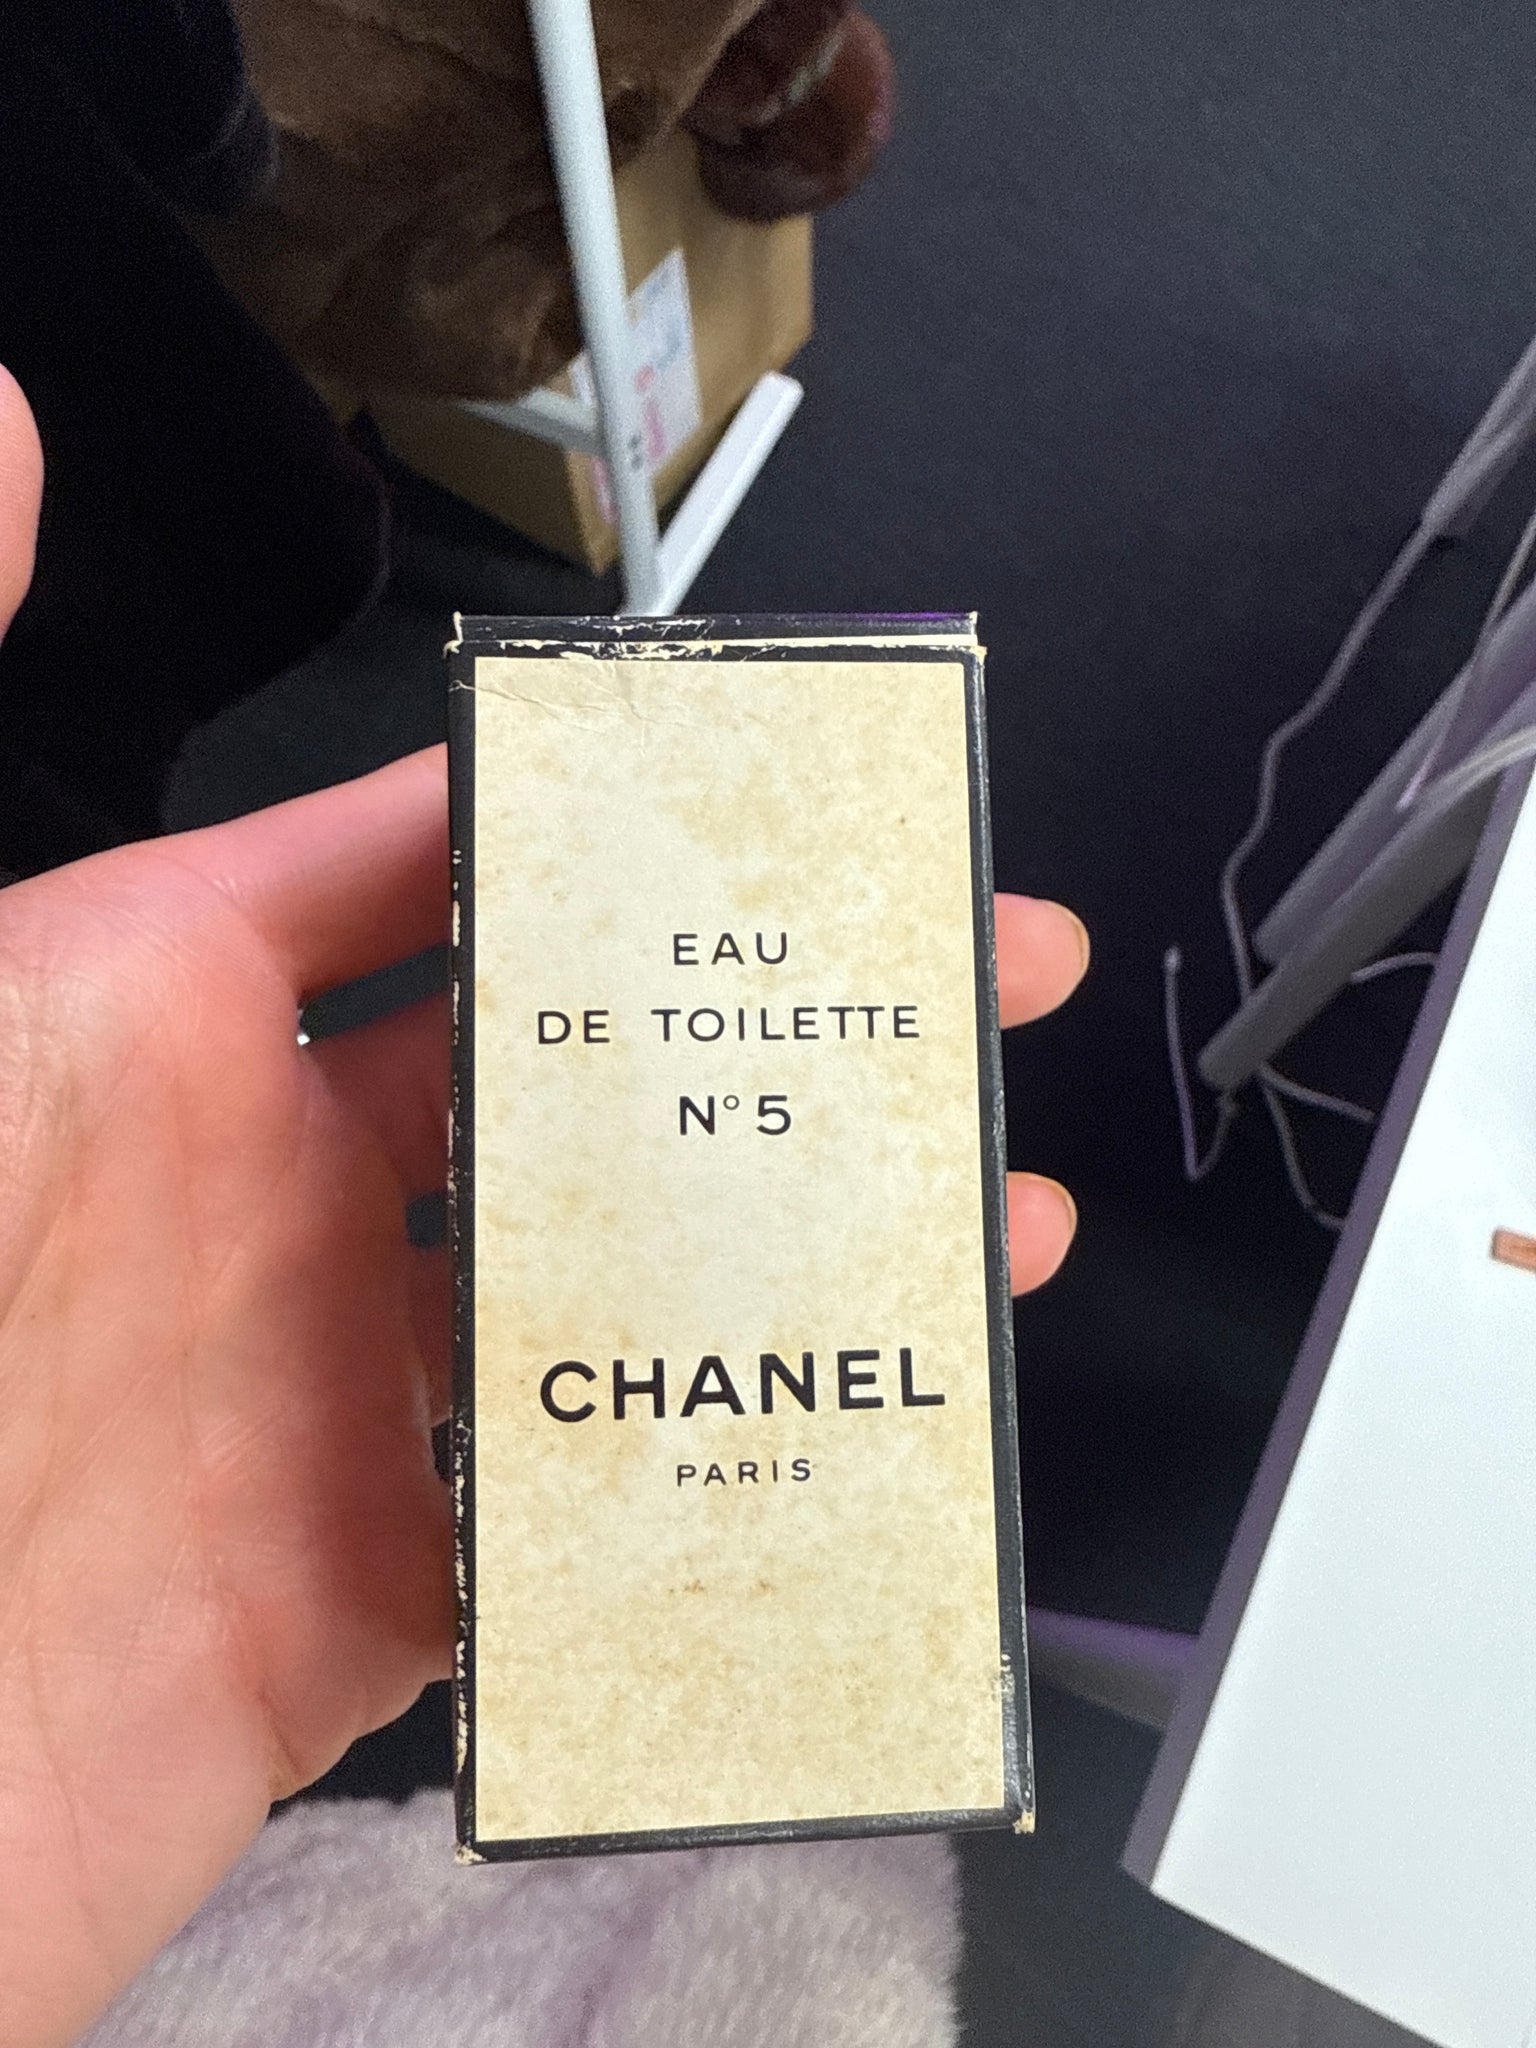 EAU
DE TOILETTE
N° 5
CHANEL
PARIS